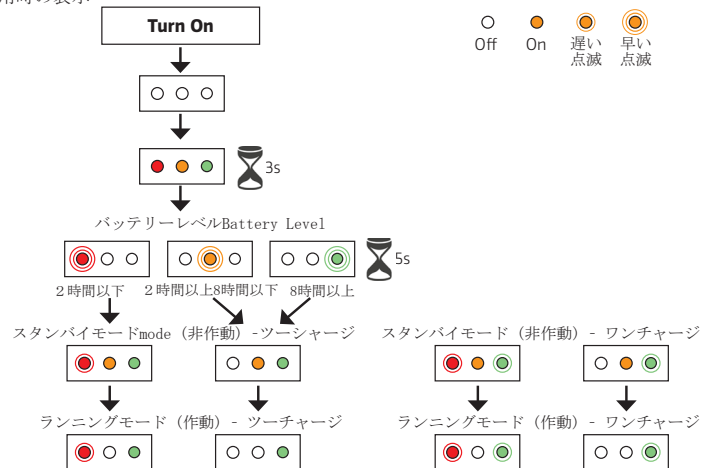 用時の表示
Turn On
Off On 遅い点滅 早い点滅
3s
バッテリーレベルBattery Level
5s
2時間以下 2時間以上8時間以下 8時間以上
スタンバイモードmode (非作動) -ツーシャージ
スタンバイモード (非作動) - ワンチャージ
ランニングモード (作動) - ツーチャージ
ランニングモード (作動) - ワンチャージ